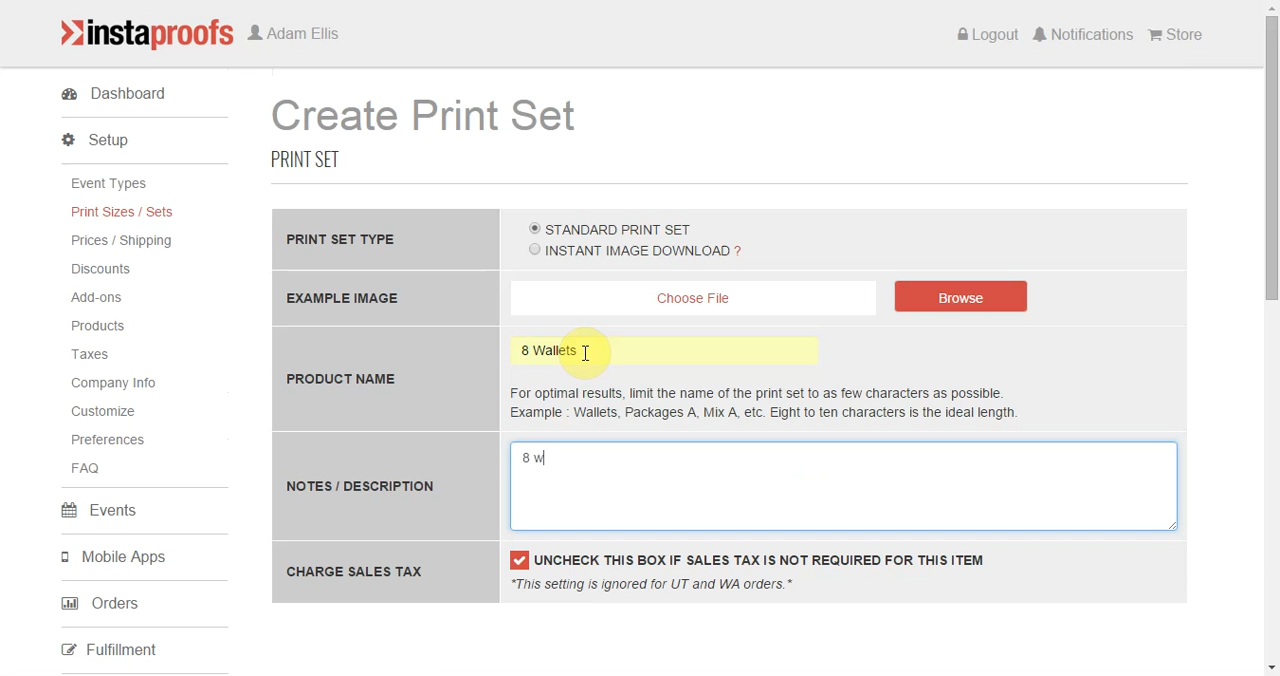 instaproofs Adam Ellis Logout Notifications Store
Dashboard
Setup
Event Types
Print Sizes / Sets
Prices / Shipping
Discounts
Add-ons
Products
Taxes
Company Info
Customize
Preferences
FAQ
Events
Mobile Apps
Orders
Fulfillment
Create Print Set
PRINT SET
PRINT SET TYPE
STANDARD PRINT SET
INSTANT IMAGE DOWNLOAD ?
EXAMPLE IMAGE
Choose File Browse
PRODUCT NAME
8 Wallets
For optimal results, limit the name of the print set to as few characters as possible.
Example : Wallets, Packages A, Mix A, etc. Eight to ten characters is the ideal length.
NOTES / DESCRIPTION
8 w
CHARGE SALES TAX
UNCHECK THIS BOX IF SALES TAX IS NOT REQUIRED FOR THIS ITEM
*This setting is ignored for UT and WA orders.*